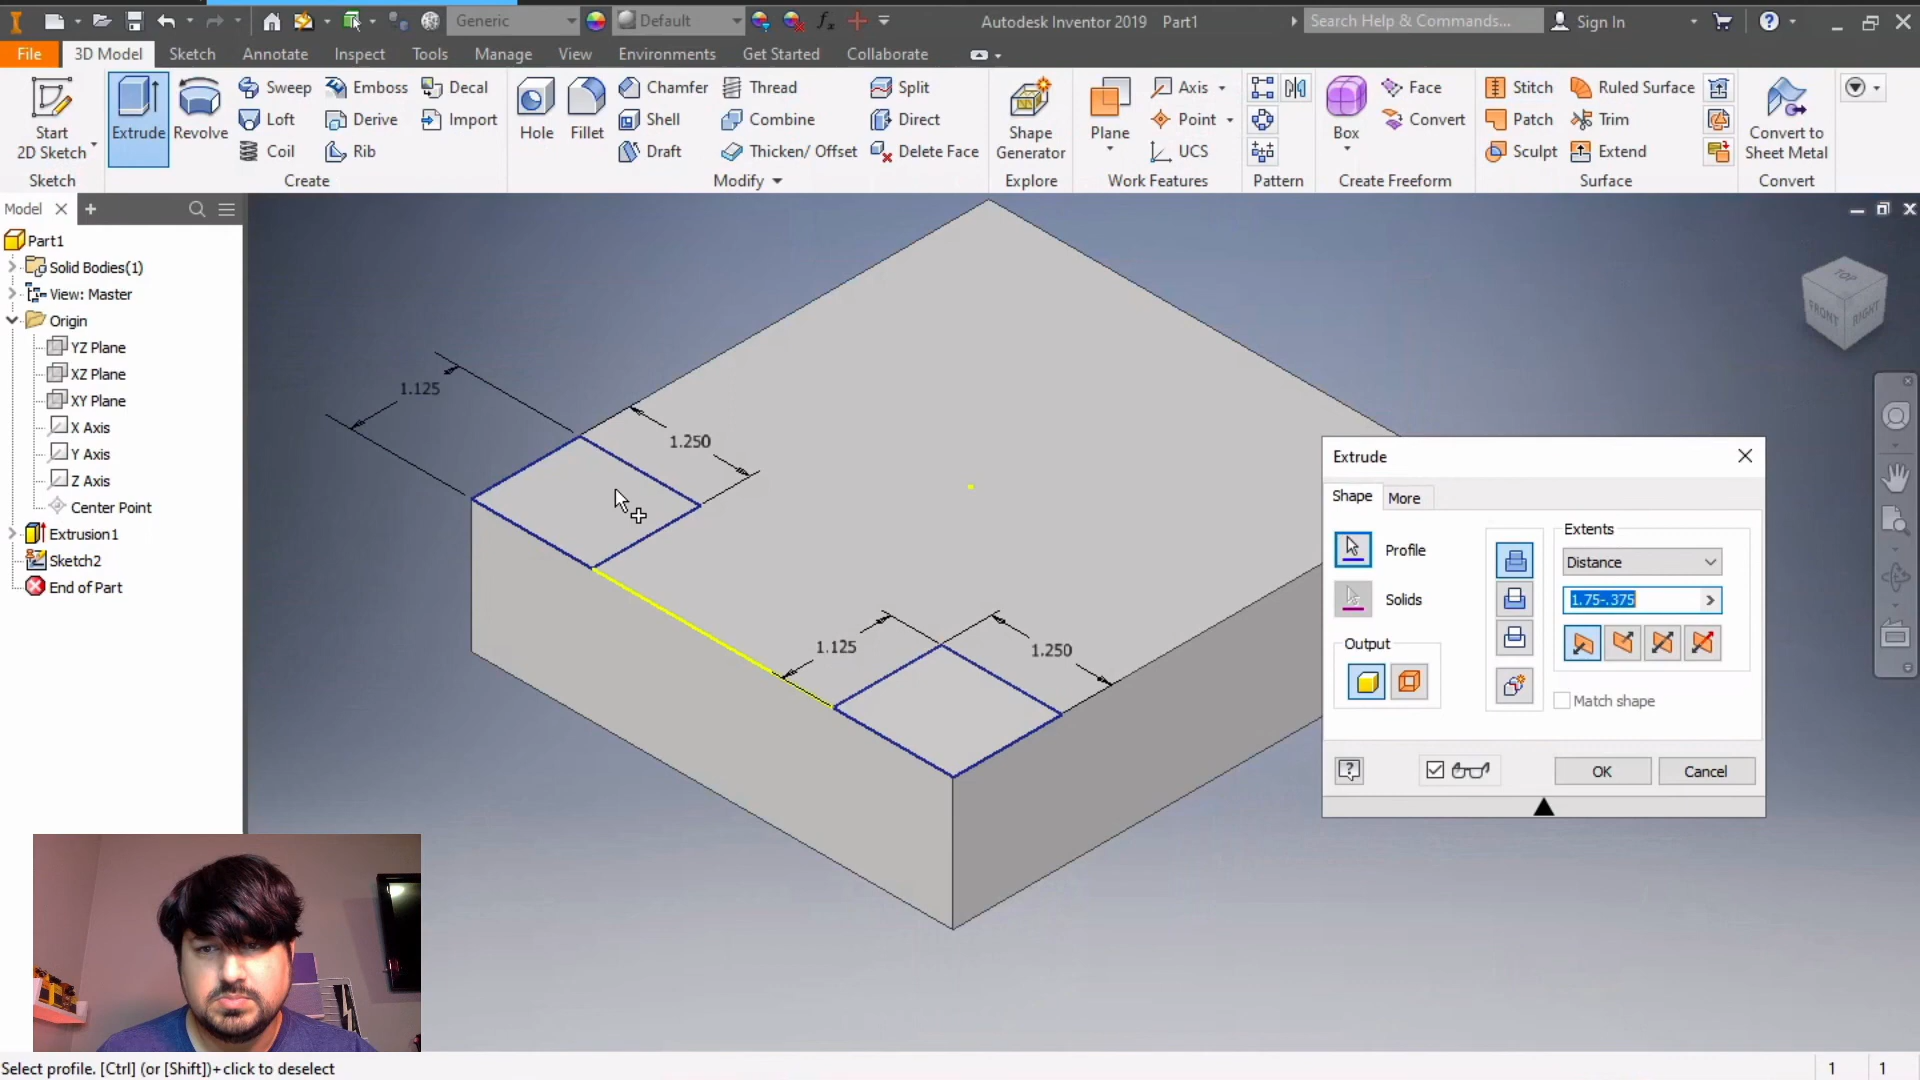 Generic
Default
Autodesk Inventor 2019 Part1
Search Help & Commands...
Sign In
File
3D Model
Sketch
Annotate
Inspect
Tools
Manage
View
Environments
Get Started
Collaborate
Start
2D Sketch
Extrude
Revolve
Sweep
Emboss
Decal
Loft
Derive
Import
Coil
Rib
Hole
Fillet
Chamfer
Thread
Split
Shell
Combine
Direct
Draft
Thicken/ Offset
Delete Face
Shape
Generator
Plane
Axis
Point
UCS
Box
Face
Convert
Stitch
Ruled Surface
Patch
Trim
Sculpt
Extend
Convert to
Sheet Metal
Sketch
Create
Modify
Explore
Work Features
Pattern
Create Freeform
Surface
Convert
Model
Part1
Solid Bodies(1)
View: Master
Origin
YZ Plane
XZ Plane
XY Plane
X Axis
Y Axis
Z Axis
Center Point
Extrusion1
Sketch2
End of Part
TOP
FRONT
RIGHT
1.125
1.250
1.125
1.250
Extrude
Shape
More
Profile
Solids
Output
Extents
Distance
1.75-.375
Match shape
OK
Cancel
Select profile. [Ctrl] (or [Shift])+click to deselect
1
1